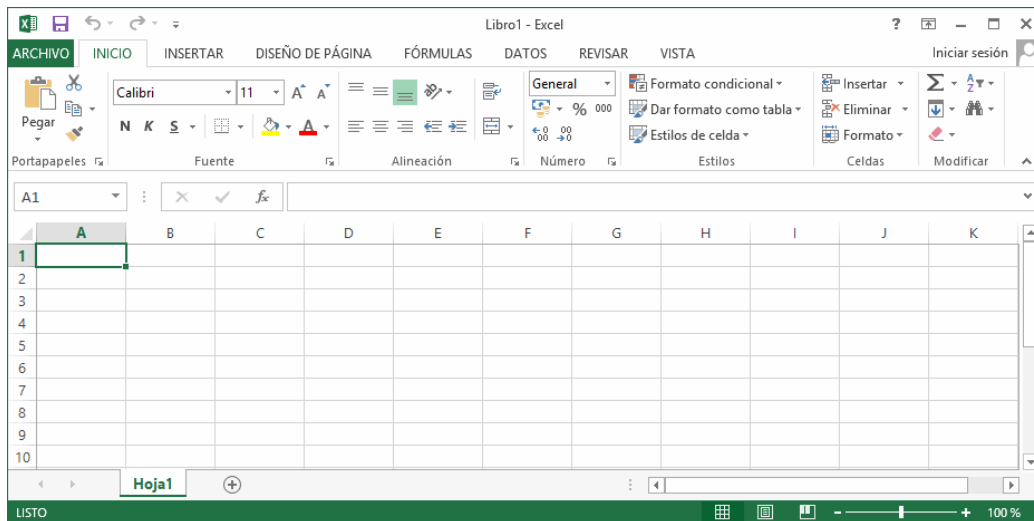 Libro1 - Excel ?
ARCHIVO INICIO INSERTAR DISEÑO DE PÁGINA FÓRMULAS DATOS REVISAR VISTA Iniciar sesión
Calibri 11 General Formato condicional Insertar
Pegar % 000 Dar formato como tabla Eliminar
N K S A Estilos de celda Formato
Portapapeles Fuente Alineación Número Estilos Celdas Modificar
A1 fx
A B C D E F G H I J K
1
2
3
4
5
6
7
8
9
10
Hoja1
LISTO 100 %